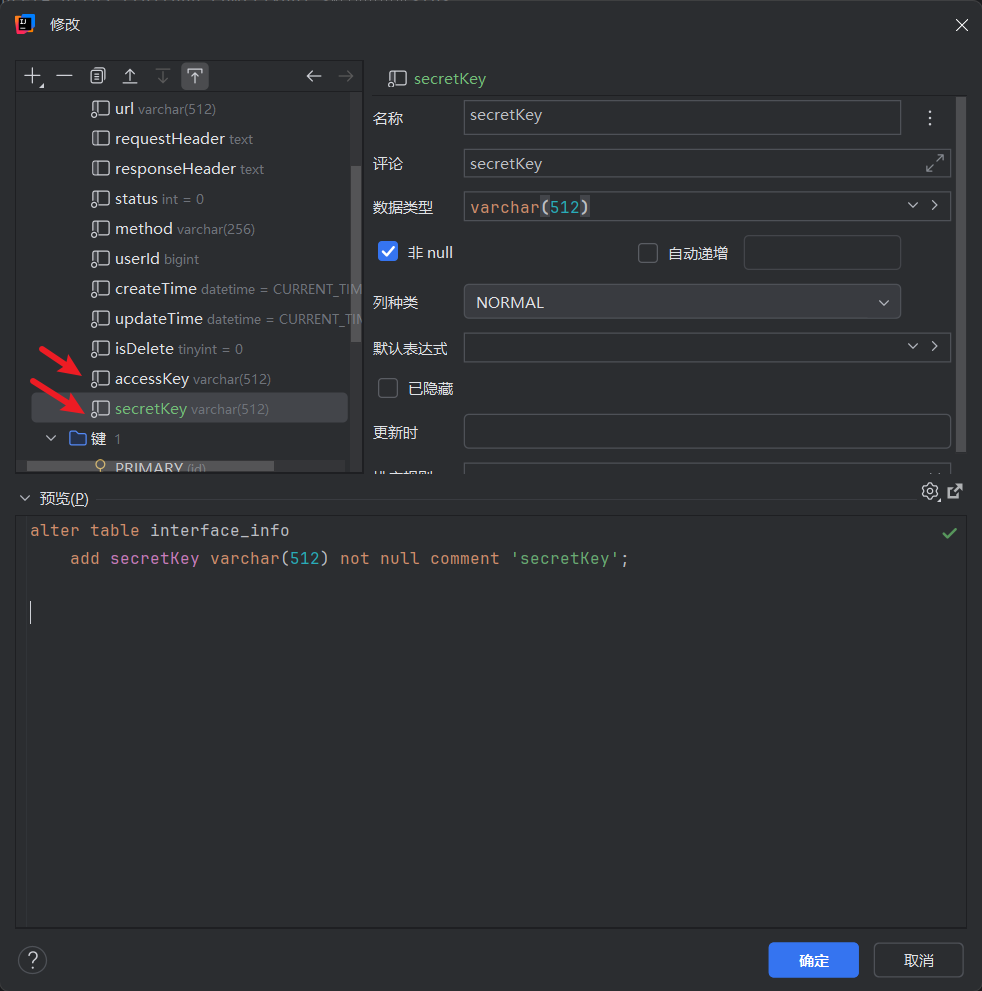 修改
url varchar(512)
requestHeader text
responseHeader text
status int = 0
method varchar(256)
userId bigint
createTime datetime = CURRENT_TIM
updateTime datetime = CURRENT_TIM
isDelete tinyint = 0
accessKey varchar(512)
secretKey varchar(512)
键 1
PRIMARY (id)
secretKey
名称 secretKey
评论 secretKey
数据类型 varchar(512)
非 null 自动递增
列种类 NORMAL
默认表达式
已隐藏
更新时
预览(P)
alter table interface_info
add secretKey varchar(512) not null comment 'secretKey';
?
确定 取消